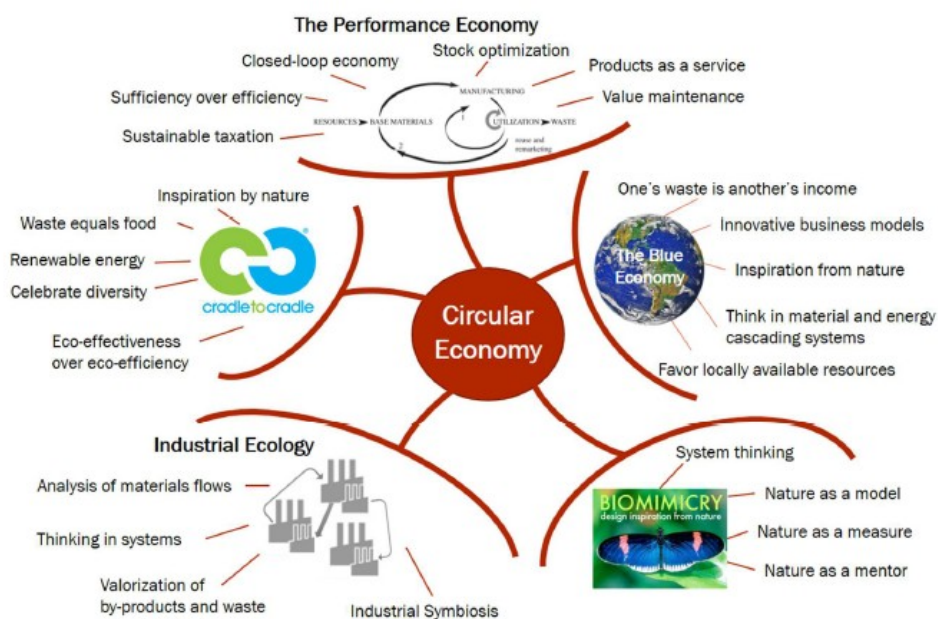 The Performance Economy
Closed-loop economy
Stock optimization
Products as a service
Sufficiency over efficiency
Value maintenance
Sustainable taxation
MANUFACTURING
RESOURCES
BASE MATERIALS
UTILIZATION
WASTE
1
2
reuse and
remarketing
Inspiration by nature
Waste equals food
Renewable energy
Celebrate diversity
cradletocradle
Eco-effectiveness
over eco-efficiency
One's waste is another's income
Innovative business models
The Blue
Economy
Inspiration from nature
Think in material and energy
cascading systems
Favor locally available resources
Circular
Economy
Industrial Ecology
Analysis of materials flows
Thinking in systems
Valorization of
by-products and waste
Industrial Symbiosis
System thinking
BIOMIMICRY
design inspiration from nature
Nature as a model
Nature as a measure
Nature as a mentor